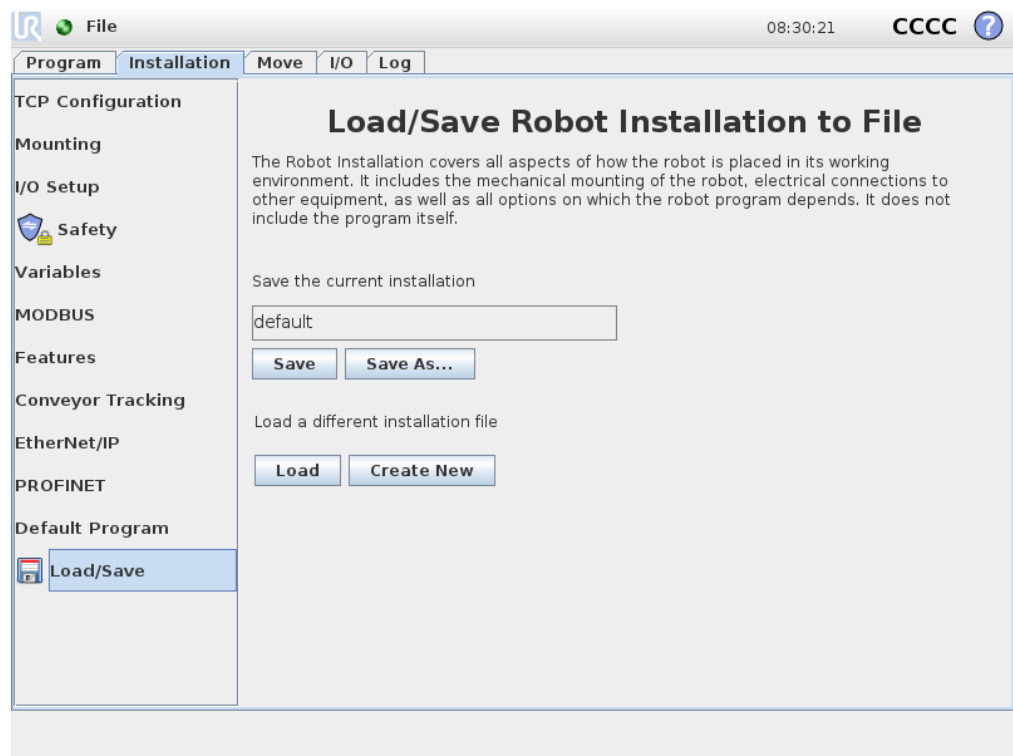 UR File 08:30:21 CCCC ?
Program Installation Move I/O Log
TCP Configuration
Mounting
I/O Setup
Safety
Variables
MODBUS
Features
Conveyor Tracking
EtherNet/IP
PROFINET
Default Program
Load/Save
Load/Save Robot Installation to File
The Robot Installation covers all aspects of how the robot is placed in its working
environment. It includes the mechanical mounting of the robot, electrical connections to
other equipment, as well as all options on which the robot program depends. It does not
include the program itself.
Save the current installation
default
Save Save As...
Load a different installation file
Load Create New